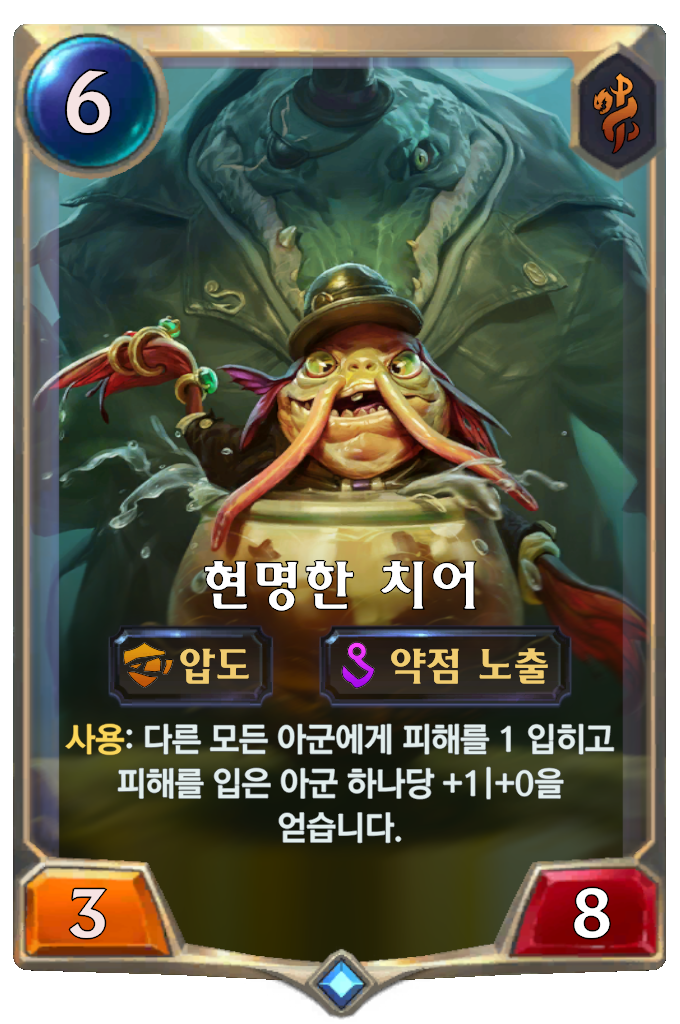 6
현명한 치어
압도
약점 노출
사용: 다른 모든 아군에게 피해를 1 입히고
피해를 입은 아군 하나당 +1|+0을
얻습니다.
3
8